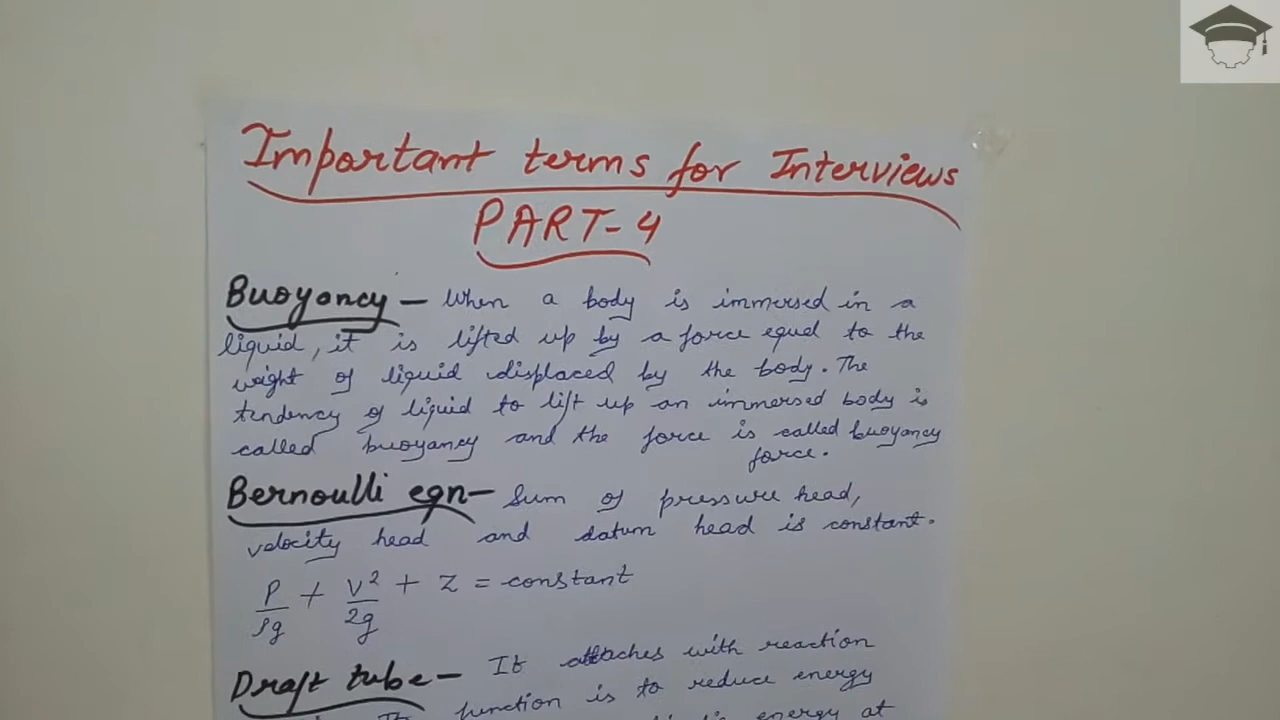 Important terms for Interviews
PART-4
Buoyancy - When a body is immersed in a
liquid, it is lifted up by a force equal to the
weight of liquid displaced by the body. The
tendency of liquid to lift up an immersed body is
called buoyancy and the force is called buoyancy
force.
Bernoulli eqn - Sum of pressure head,
velocity head and datum head is constant.
P/ρg + V²/2g + Z = constant
Draft tube - It attaches with reaction
function is to reduce energy
energy at